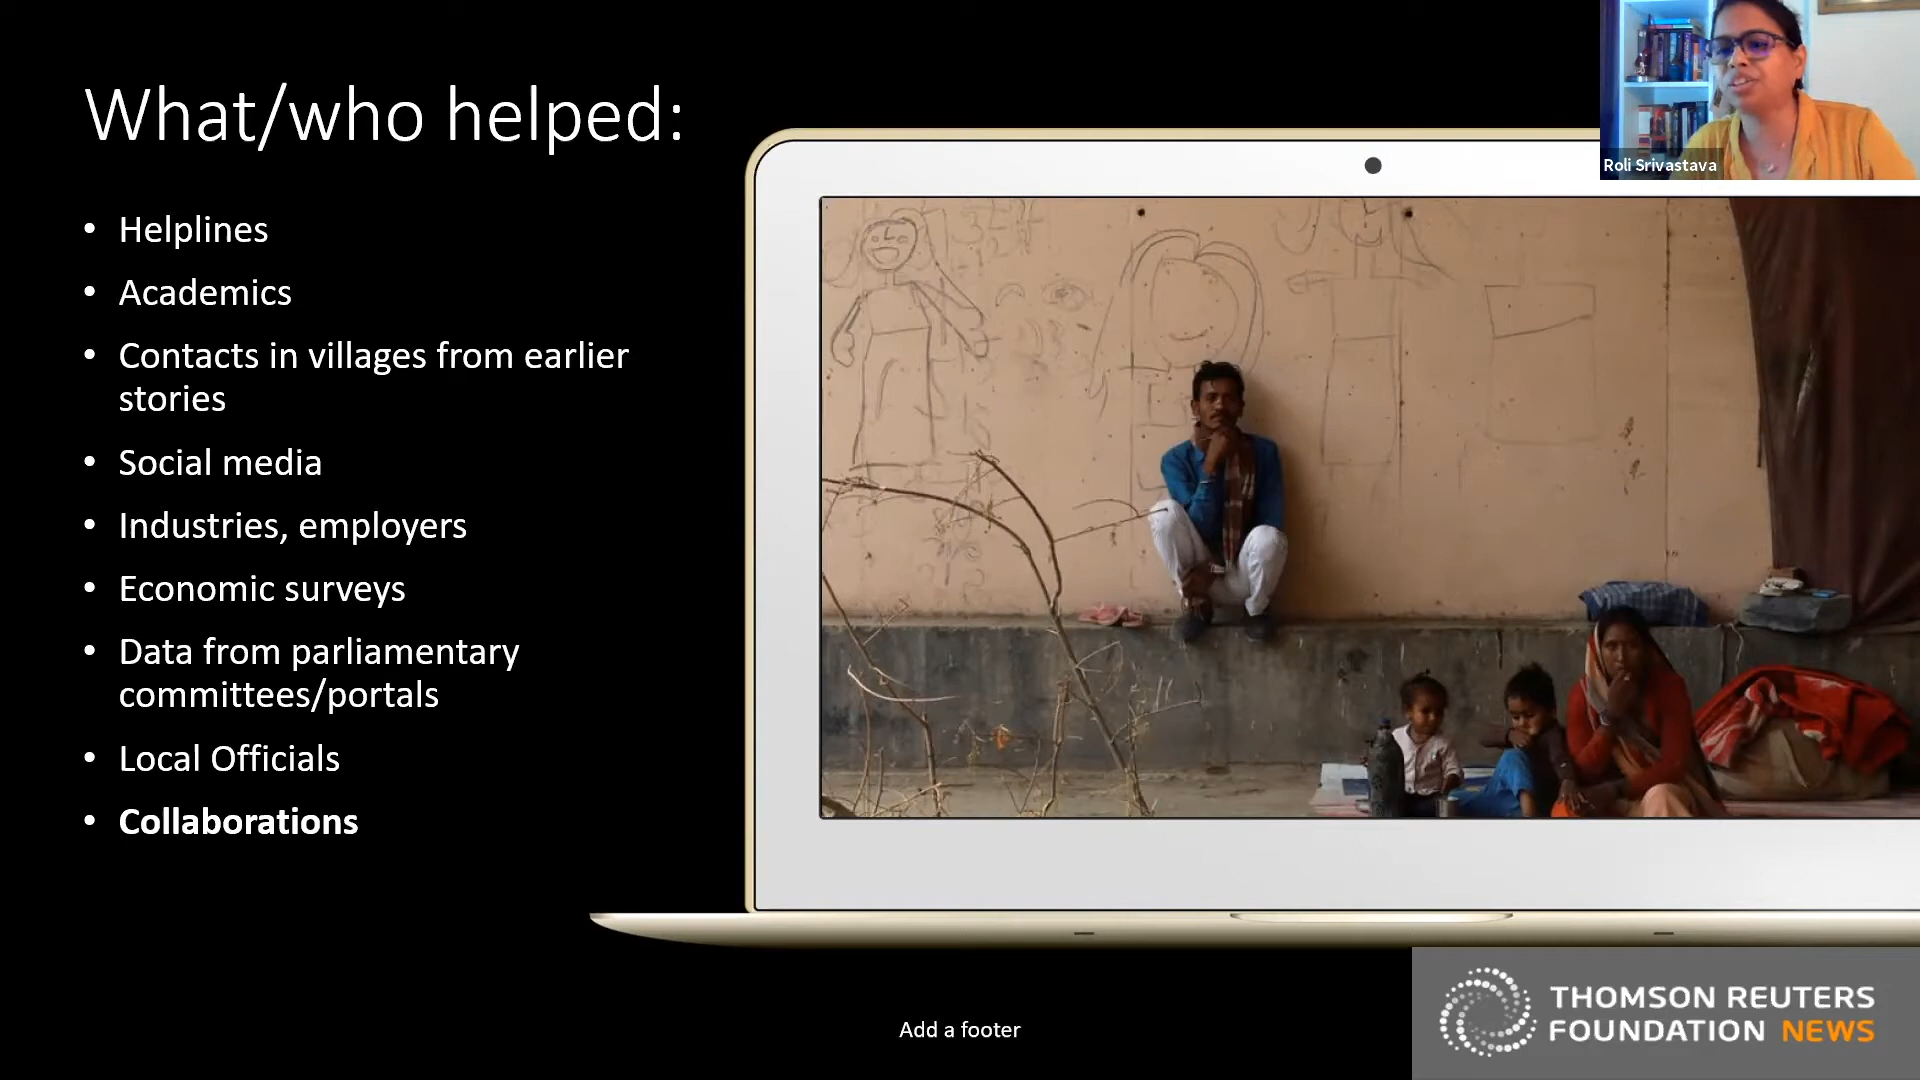 What/who helped:
• Helplines
• Academics
• Contacts in villages from earlier
stories
• Social media
• Industries, employers
• Economic surveys
• Data from parliamentary
committees/portals
• Local Officials
• Collaborations
Roli Srivastava
Add a footer
THOMSON REUTERS
FOUNDATION NEWS